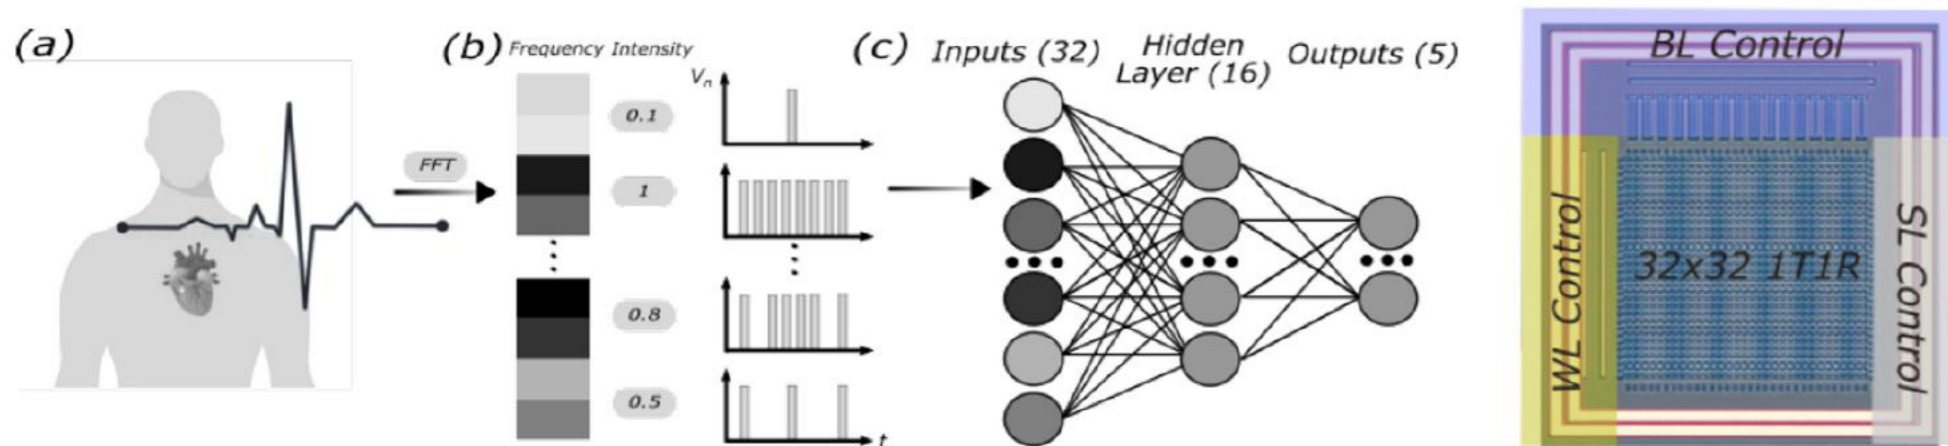 (a)
FFT
(b)
Frequency Intensity
0.1
1
0.8
0.5
Vn
t
(c)
Inputs (32)
Hidden
Layer (16)
Outputs (5)
BL Control
WL Control
32x32 1T1R
SL Control